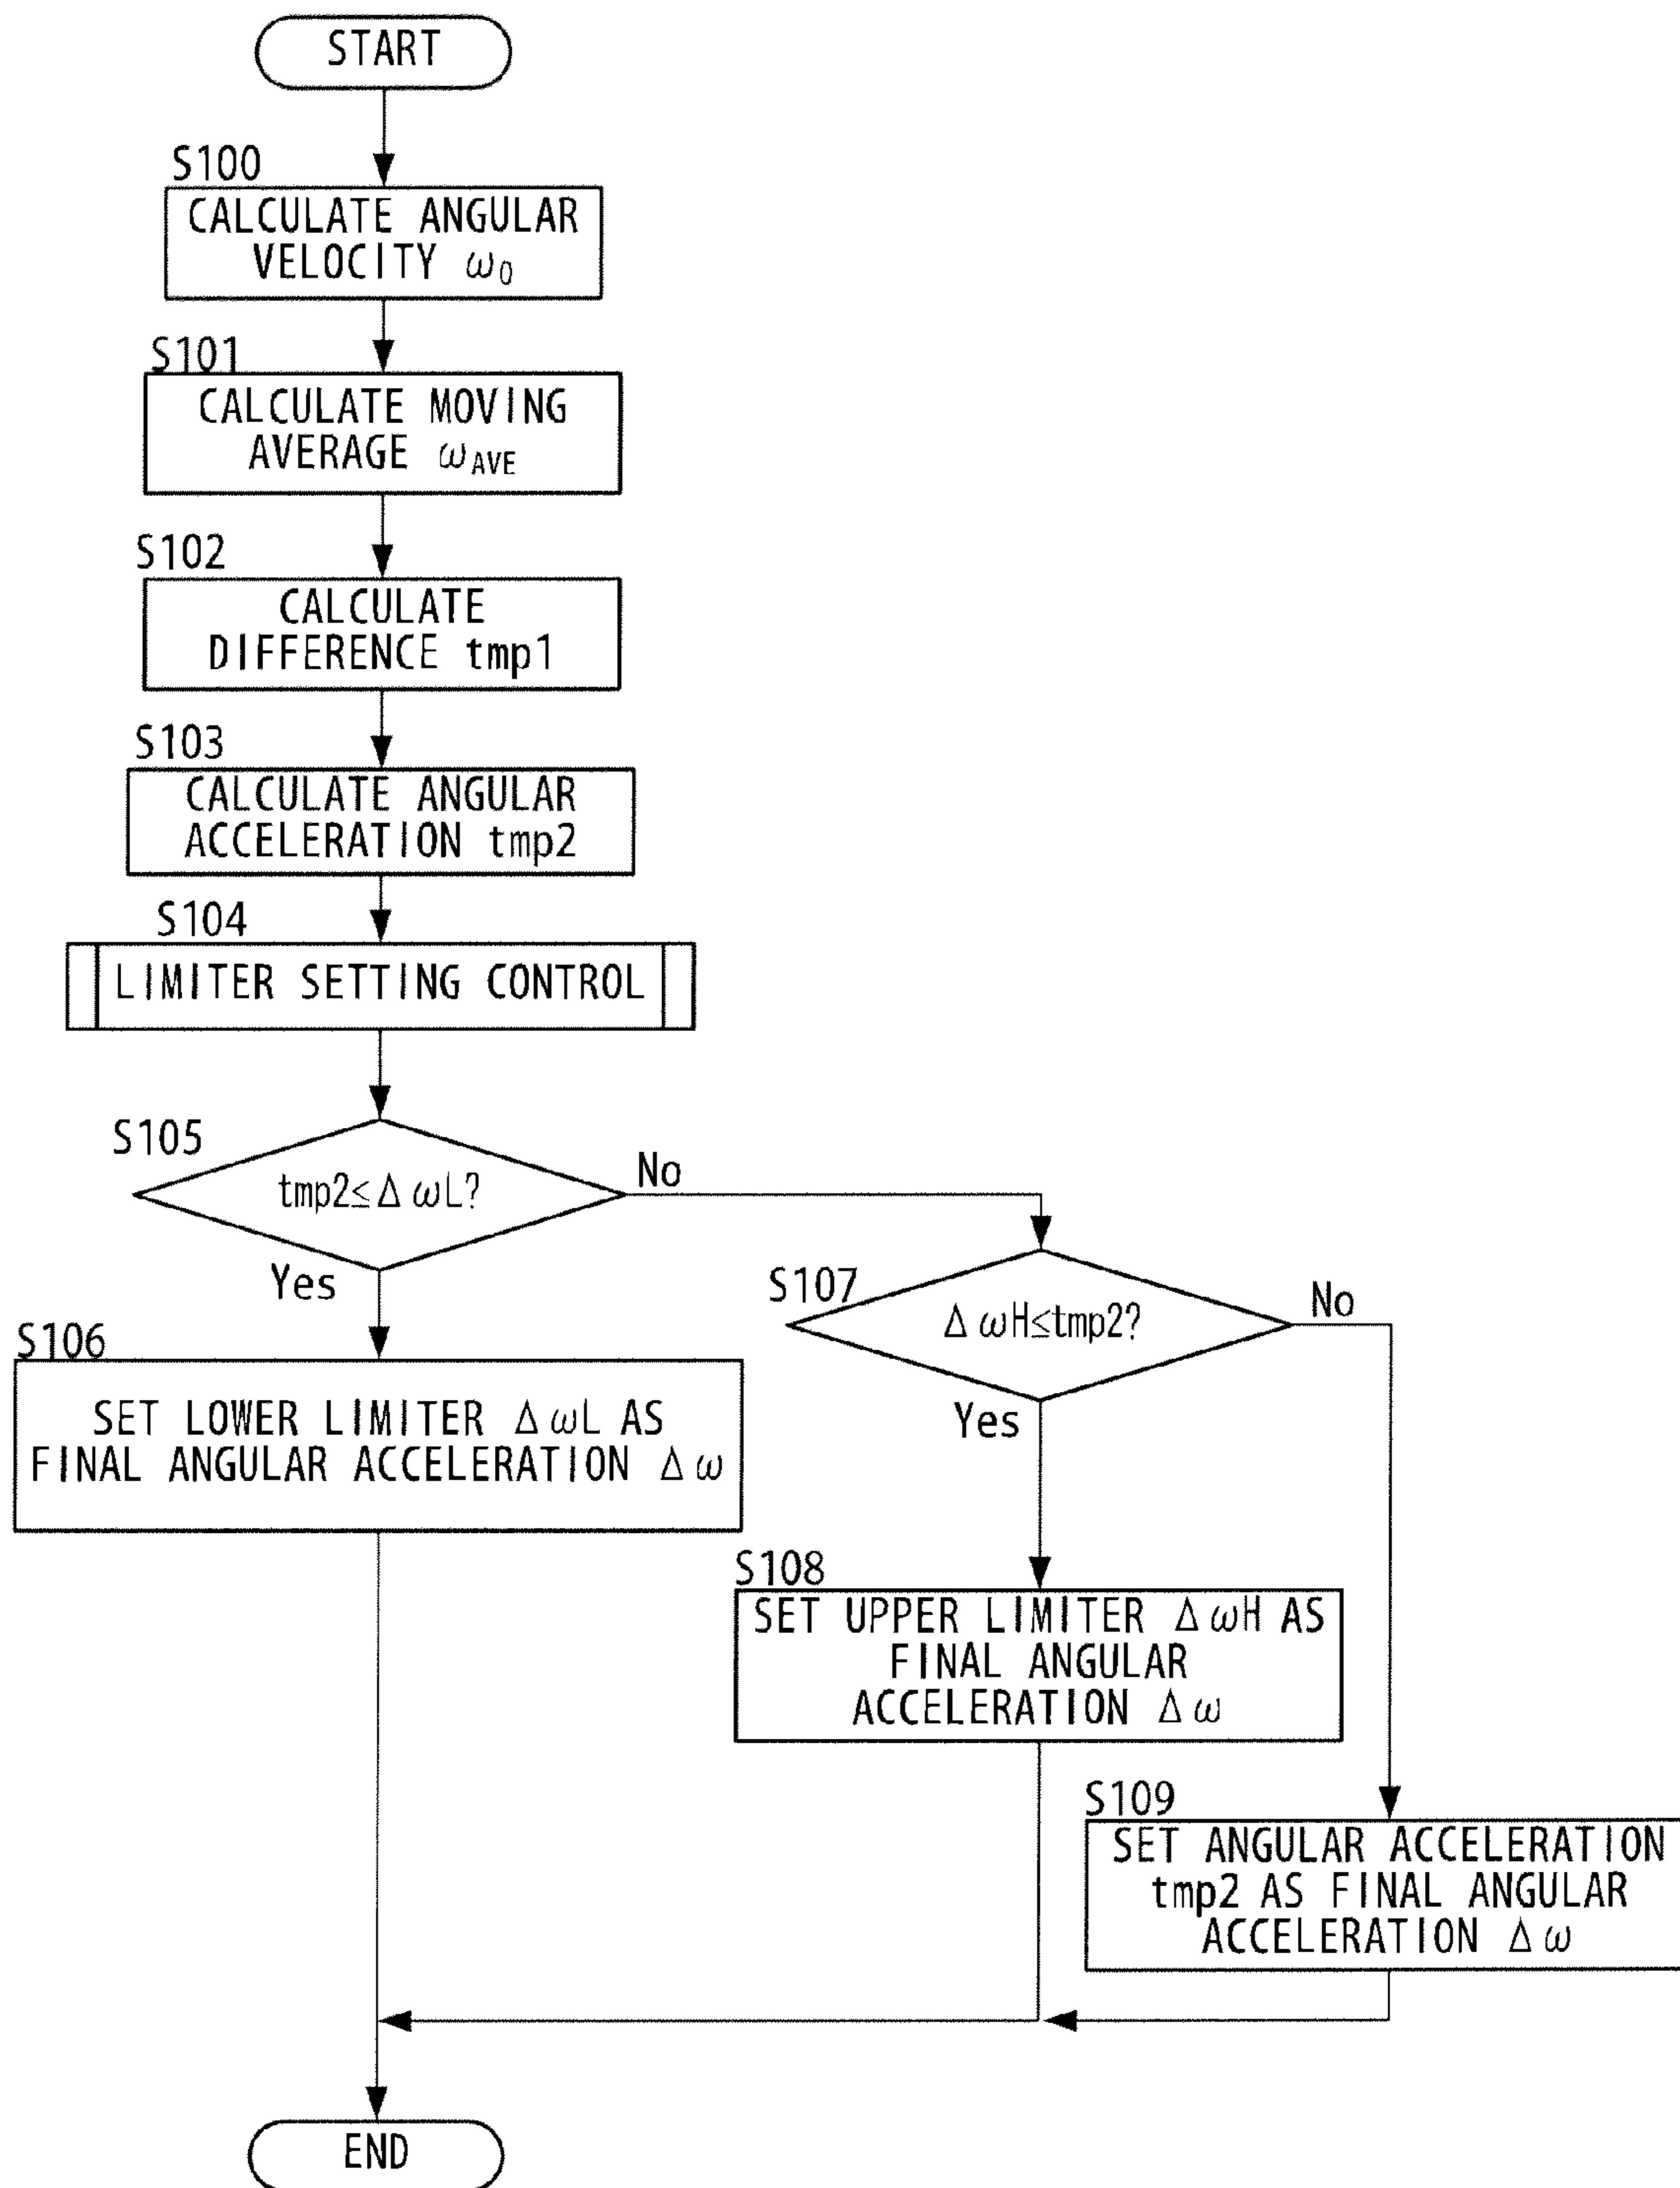 START
S100
CALCULATE ANGULAR
VELOCITY ω₀
S101
CALCULATE MOVING
AVERAGE ω_AVE
S102
CALCULATE
DIFFERENCE tmp1
S103
CALCULATE ANGULAR
ACCELERATION tmp2
S104
LIMITER SETTING CONTROL
S105
tmp2≤ΔωL?
No
Yes
S107
ΔωH≤tmp2?
No
Yes
S106
SET LOWER LIMITER ΔωL AS
FINAL ANGULAR ACCELERATION Δω
S108
SET UPPER LIMITER ΔωH AS
FINAL ANGULAR
ACCELERATION Δω
S109
SET ANGULAR ACCELERATION
tmp2 AS FINAL ANGULAR
ACCELERATION Δω
END